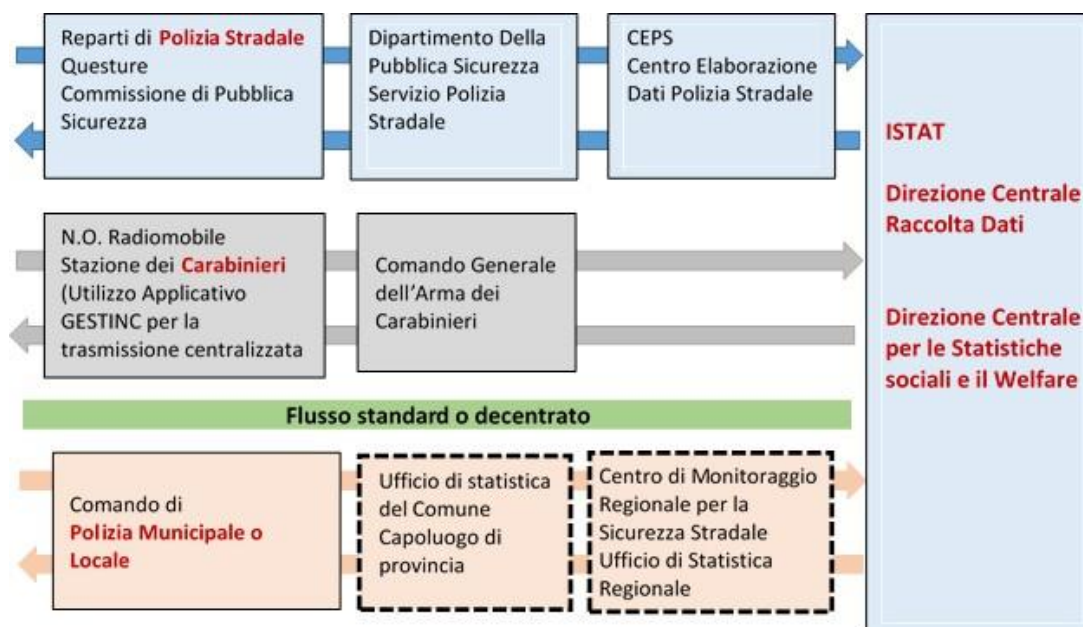 Reparti di Polizia Stradale
Questure
Commissione di Pubblica
Sicurezza
Dipartimento Della
Pubblica Sicurezza
Servizio Polizia
Stradale
CEPS
Centro Elaborazione
Dati Polizia Stradale
N.O. Radiomobile
Stazione dei Carabinieri
(Utilizzo Applicativo
GESTINC per la
trasmissione centralizzata
Comando Generale
dell'Arma dei
Carabinieri
Flusso standard o decentrato
Comando di
Polizia Municipale o
Locale
Ufficio di statistica
del Comune
Capoluogo di
provincia
Centro di Monitoraggio
Regionale per la
Sicurezza Stradale
Ufficio di Statistica
Regionale
ISTAT
Direzione Centrale
Raccolta Dati
Direzione Centrale
per le Statistiche
sociali e il Welfare